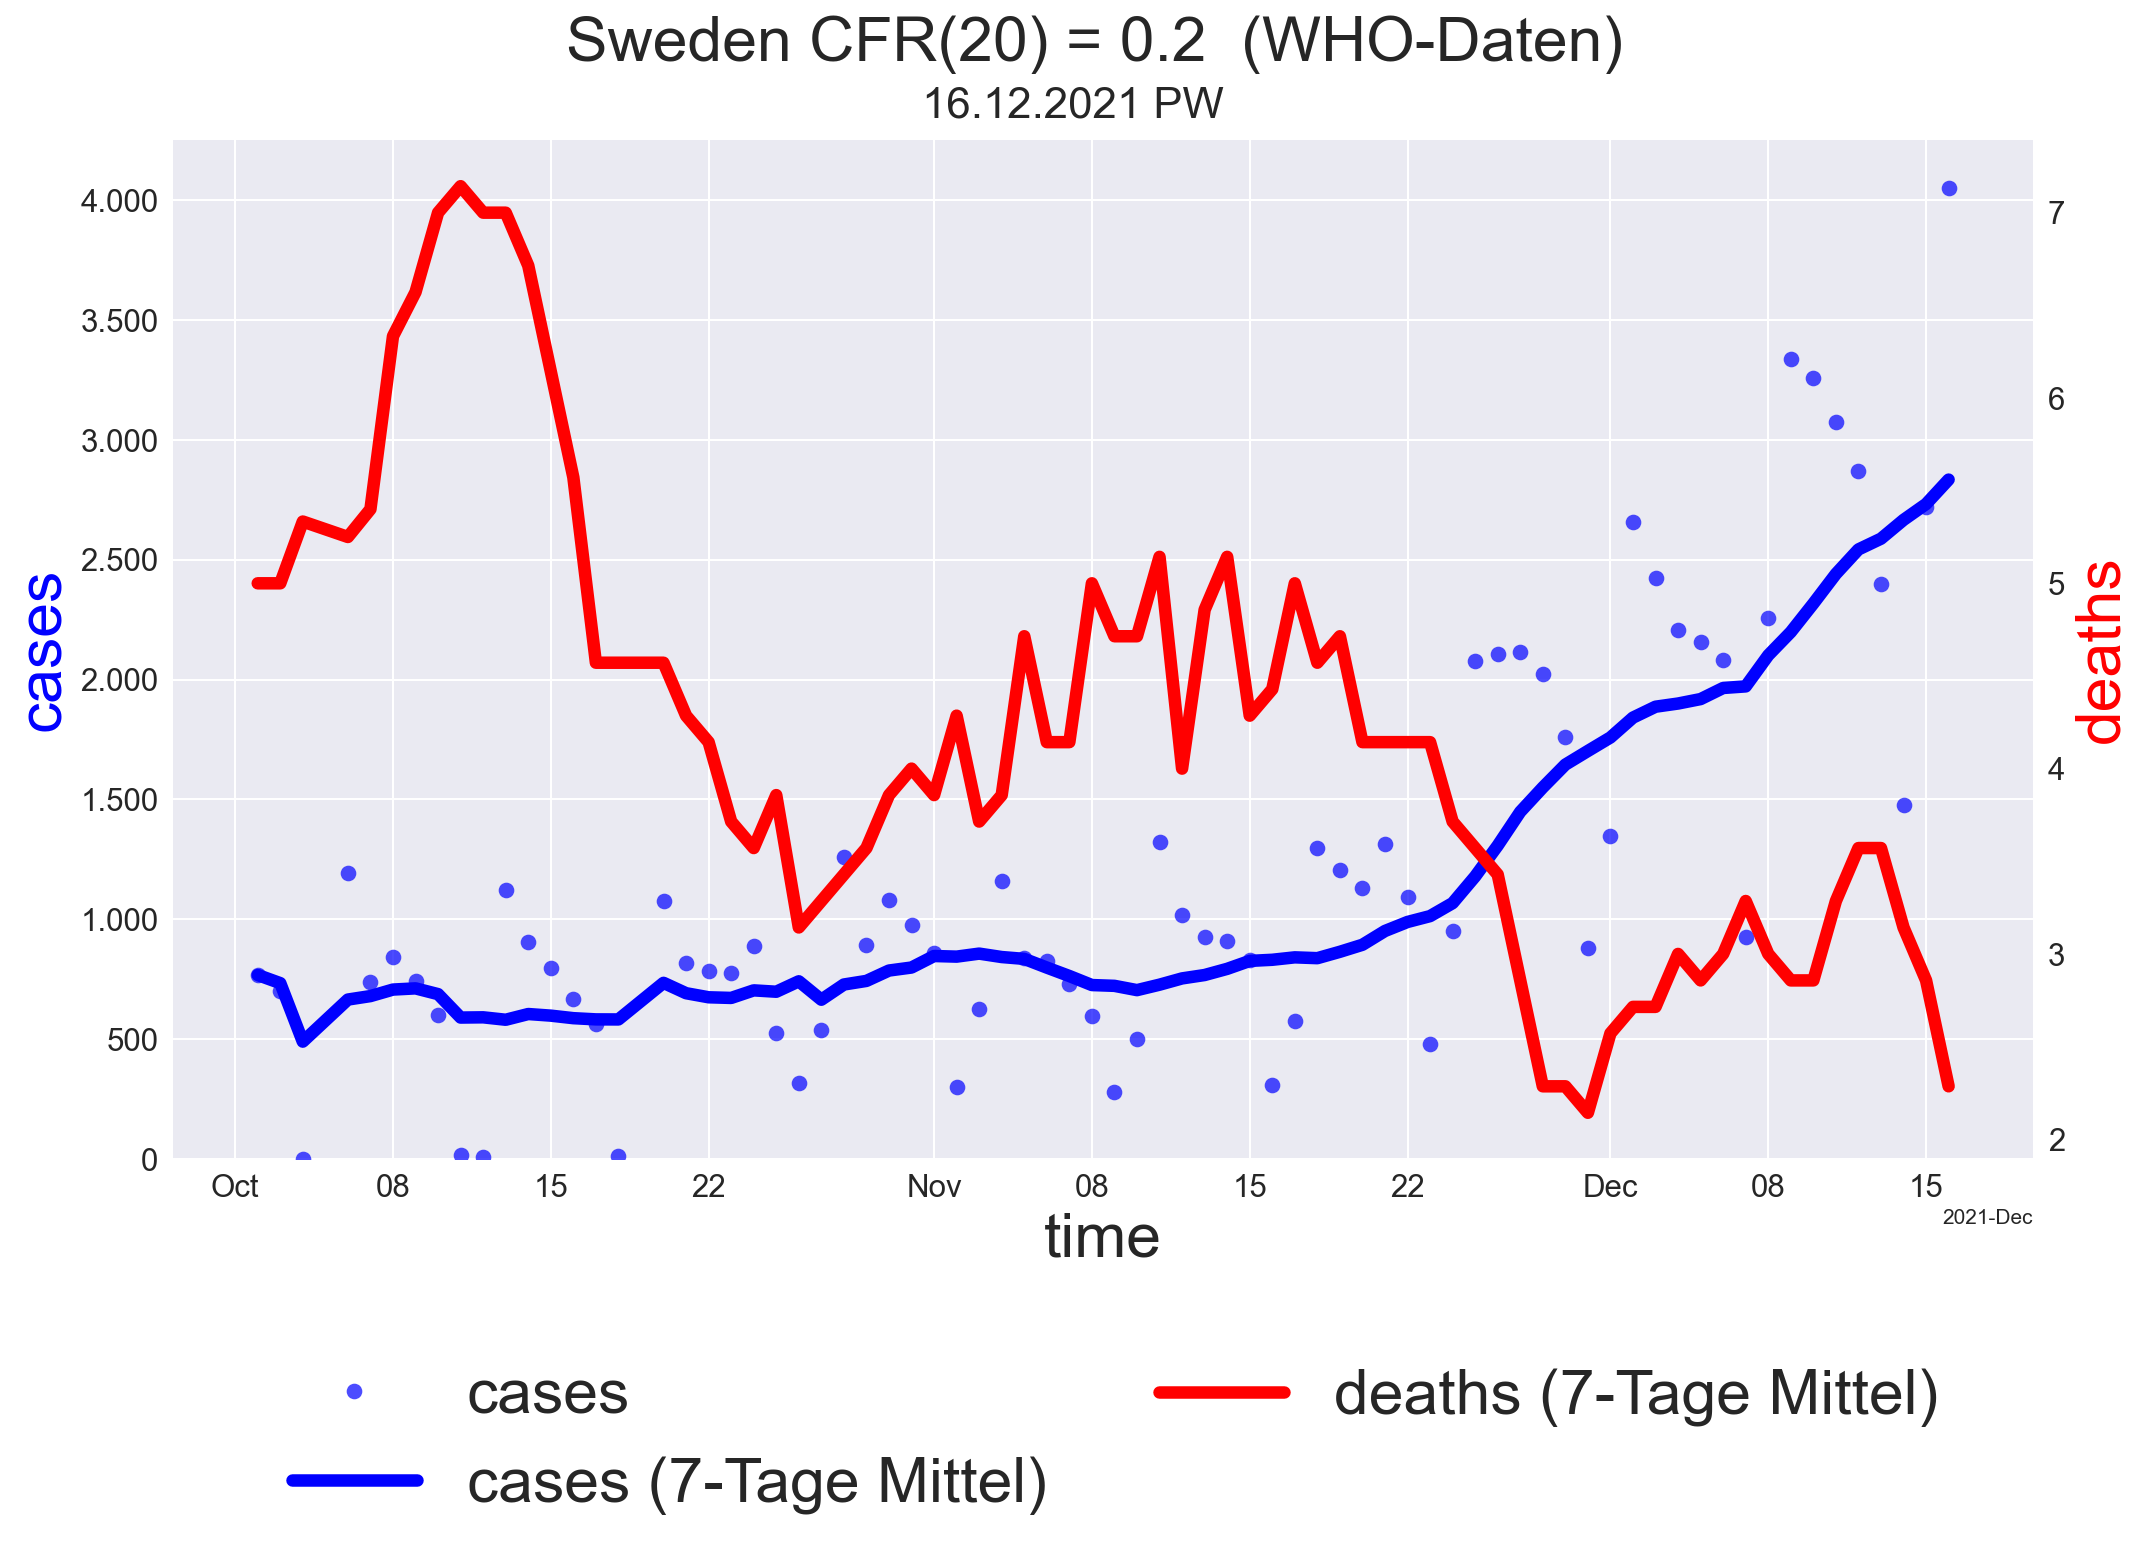 Sweden CFR(20) = 0.2 (WHO-Daten)
16.12.2021 PW
4.000
3.500
3.000
2.500
2.000
1.500
1.000
500
0
cases
7
6
5
4
3
2
deaths
Oct 08 15 22 Nov 08 15 22 Dec 08 15
2021-Dec
time
cases
cases (7-Tage Mittel)
deaths (7-Tage Mittel)